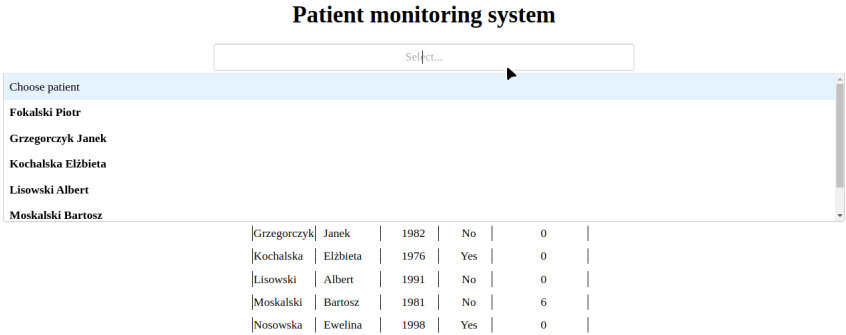 Patient monitoring system
Select...
Choose patient
Fokalski Piotr
Grzegorczyk Janek
Kochalska Elżbieta
Lisowski Albert
Moskalski Bartosz
Grzegorczyk Janek 1982 No 0
Kochalska Elżbieta 1976 Yes 0
Lisowski Albert 1991 No 0
Moskalski Bartosz 1981 No 6
Nosowska Ewelina 1998 Yes 0